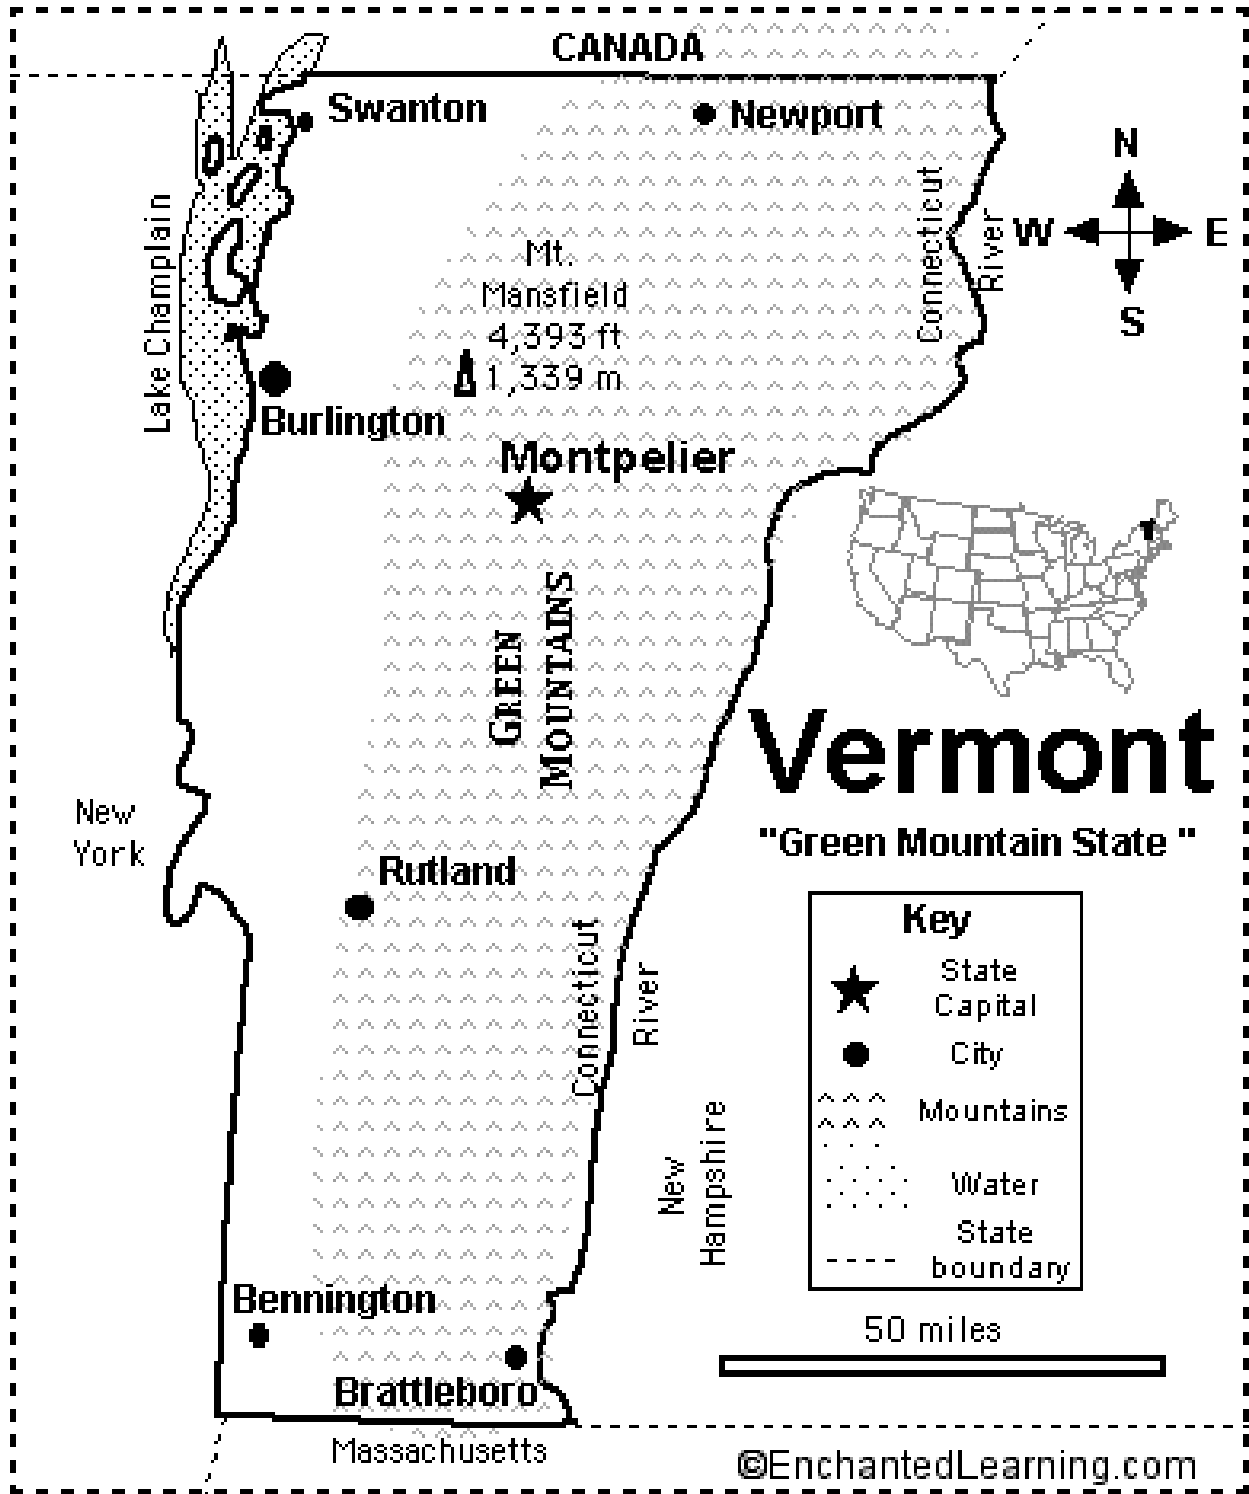 CANADA
Swanton
Newport
N
W
E
S
Connecticut
River
Lake Champlain
Mt.
Mansfield
4,393 ft
1,339 m
Burlington
Montpelier
GREEN
MOUNTAINS
Vermont
"Green Mountain State "
New
York
Rutland
Connecticut
River
New
Hampshire
Key
State
Capital
City
Mountains
Water
State
boundary
50 miles
Bennington
Brattleboro
Massachusetts
©EnchantedLearning.com